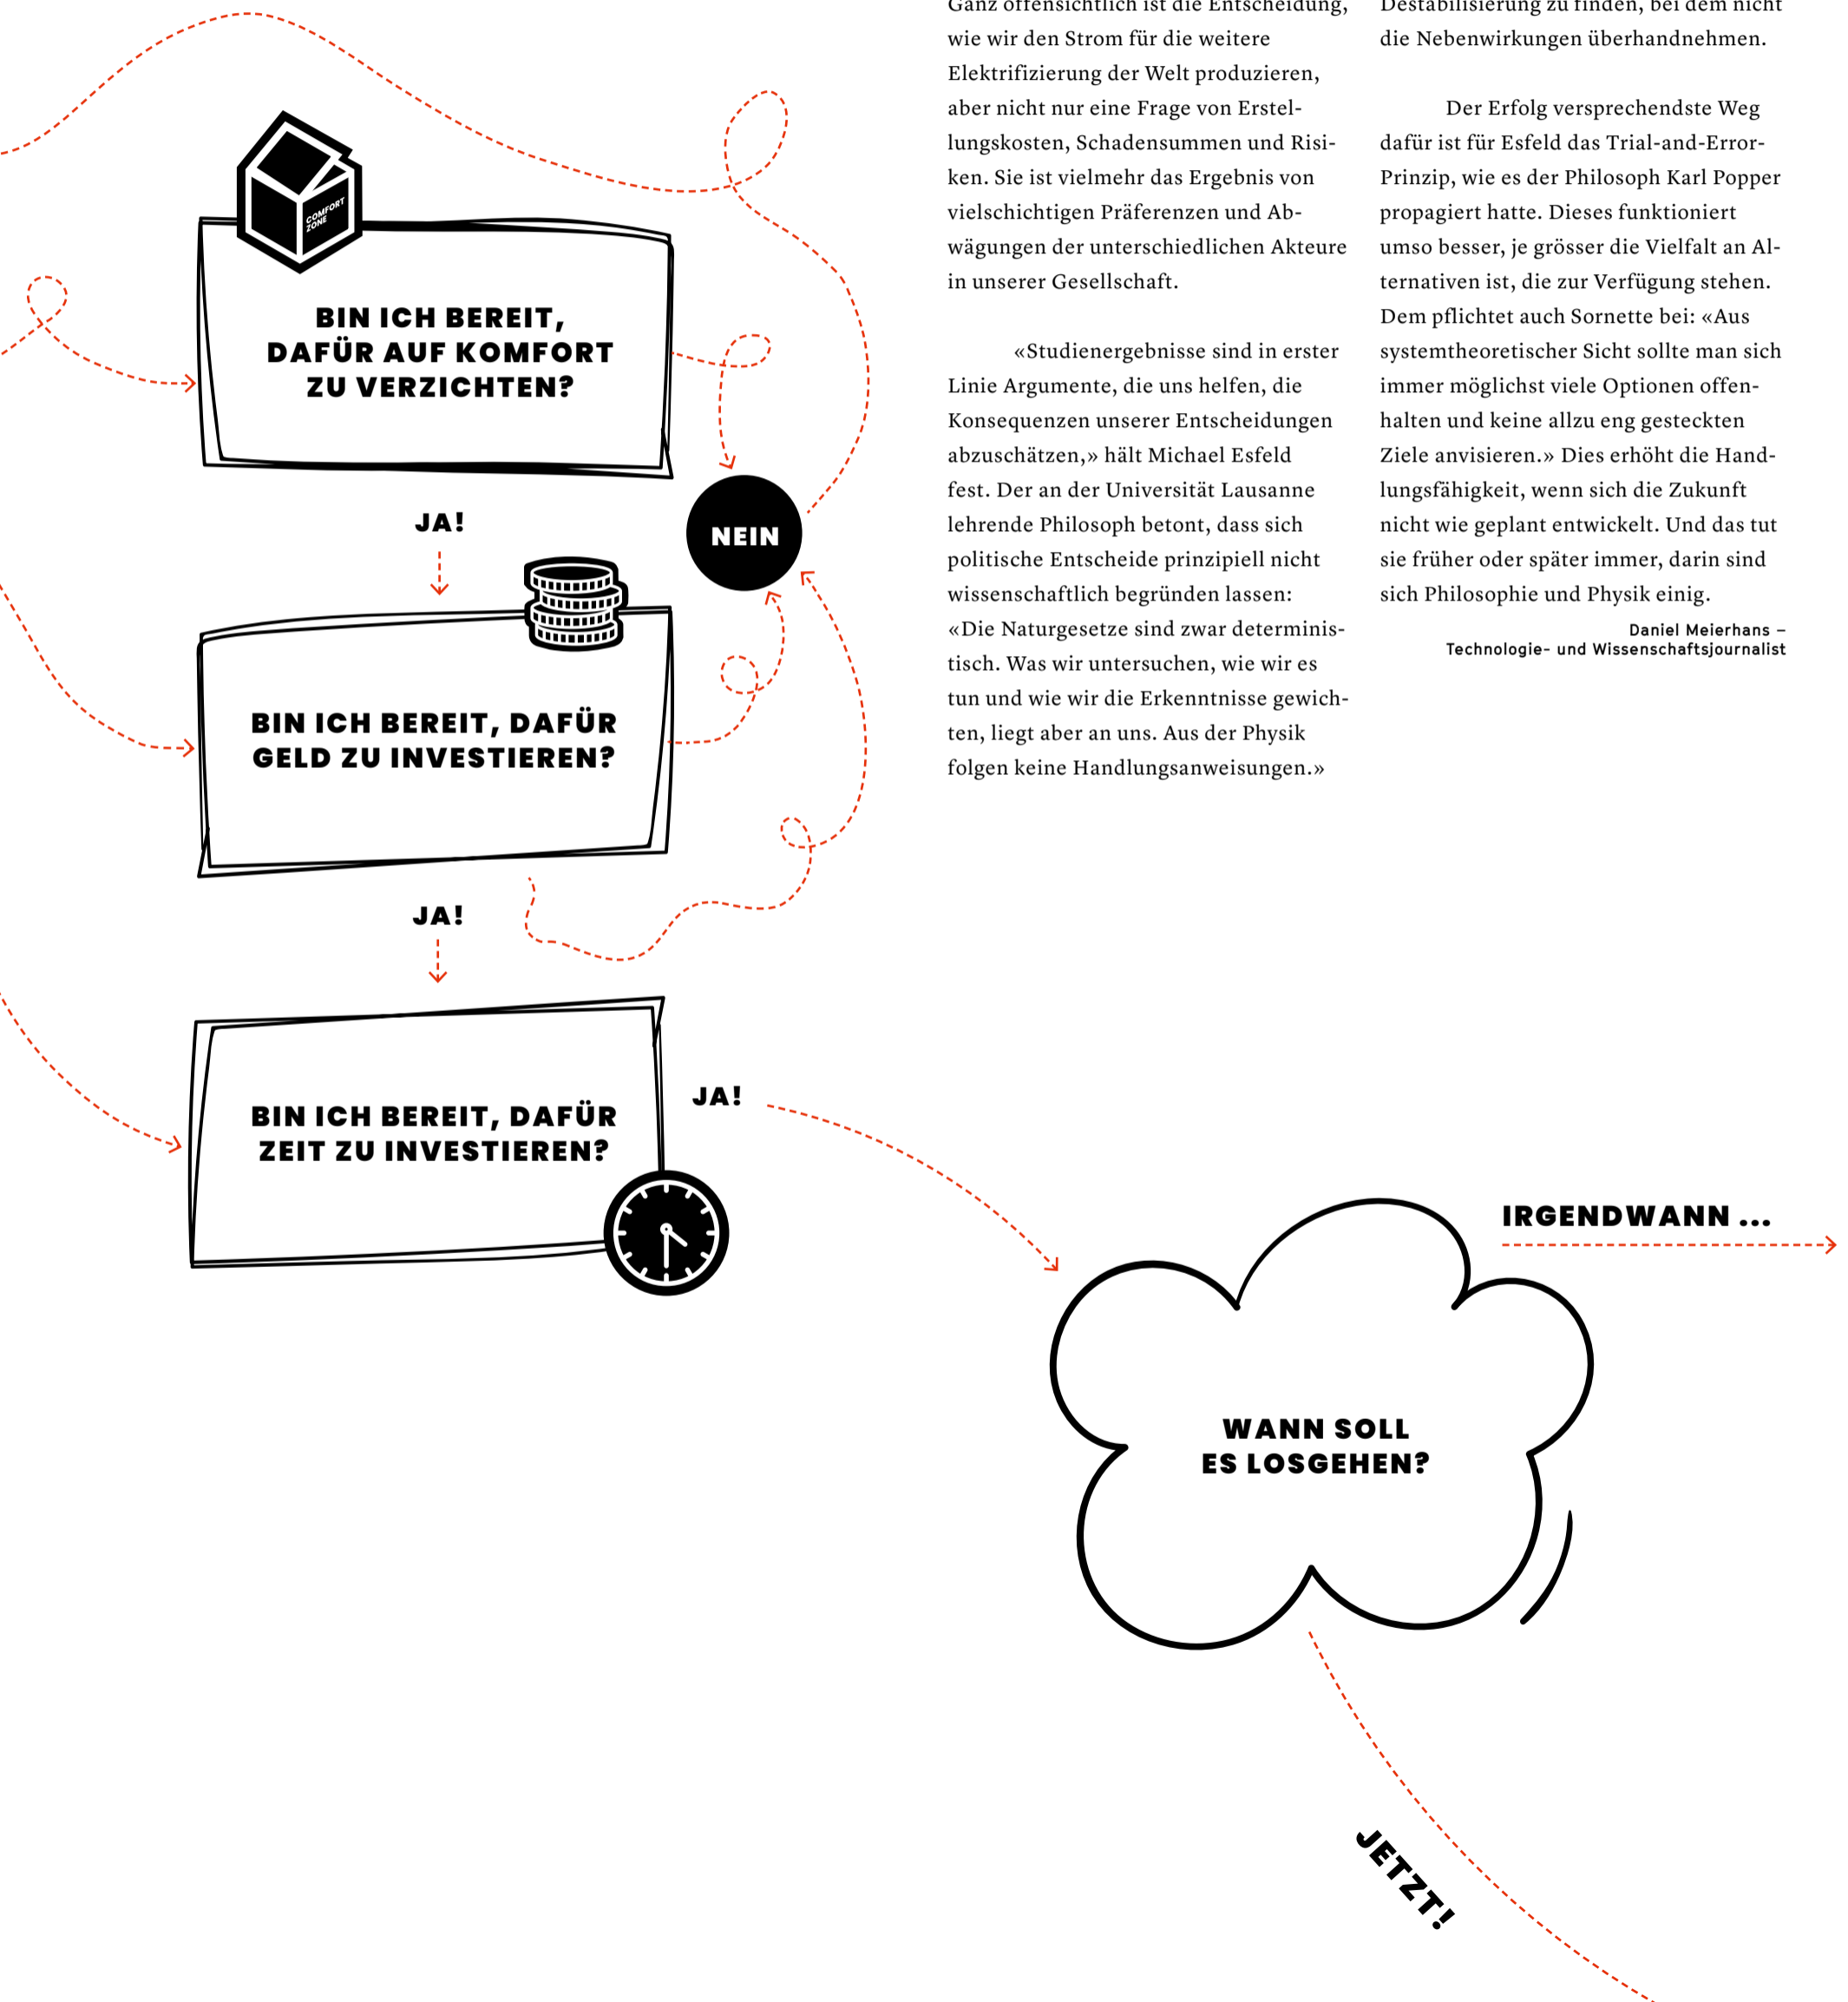 BIN ICH BEREIT,
DAFÜR AUF KOMFORT
ZU VERZICHTEN?
COMFORT
ZONE
JA!
NEIN
BIN ICH BEREIT, DAFÜR
GELD ZU INVESTIEREN?
JA!
BIN ICH BEREIT, DAFÜR
ZEIT ZU INVESTIEREN?
JA!
Ganz offensichtlich ist die Entscheidung,
wie wir den Strom für die weitere
Elektrifizierung der Welt produzieren,
aber nicht nur eine Frage von Erstel-
lungskosten, Schadensummen und Risi-
ken. Sie ist vielmehr das Ergebnis von
vielschichtigen Präferenzen und Ab-
wägungen der unterschiedlichen Akteure
in unserer Gesellschaft.
«Studienergebnisse sind in erster
Linie Argumente, die uns helfen, die
Konsequenzen unserer Entscheidungen
abzuschätzen,» hält Michael Esfeld
fest. Der an der Universität Lausanne
lehrende Philosoph betont, dass sich
politische Entscheide prinzipiell nicht
wissenschaftlich begründen lassen:
«Die Naturgesetze sind zwar determinis-
tisch. Was wir untersuchen, wie wir es
tun und wie wir die Erkenntnisse gewich-
ten, liegt aber an uns. Aus der Physik
folgen keine Handlungsanweisungen.»
Destabilisierung zu finden, bei dem nicht
die Nebenwirkungen überhandnehmen.
Der Erfolg versprechendste Weg
dafür ist für Esfeld das Trial-and-Error-
Prinzip, wie es der Philosoph Karl Popper
propagiert hatte. Dieses funktioniert
umso besser, je grösser die Vielfalt an Al-
ternativen ist, die zur Verfügung stehen.
Dem pflichtet auch Sornette bei: «Aus
systemtheoretischer Sicht sollte man sich
immer möglichst viele Optionen offen-
halten und keine allzu eng gesteckten
Ziele anvisieren.» Dies erhöht die Hand-
lungsfähigkeit, wenn sich die Zukunft
nicht wie geplant entwickelt. Und das tut
sie früher oder später immer, darin sind
sich Philosophie und Physik einig.
Daniel Meierhans –
Technologie- und Wissenschaftsjournalist
IRGENDWANN ...
WANN SOLL
ES LOSGEHEN?
JETZT!